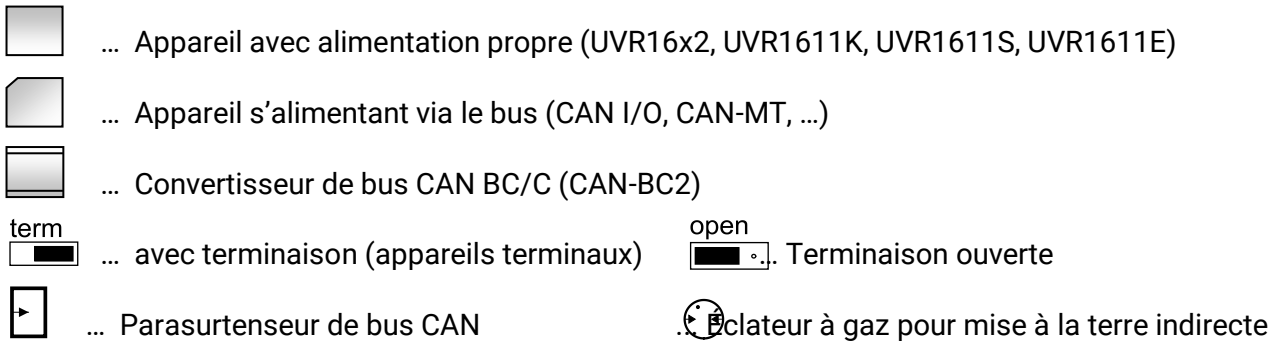 … Appareil avec alimentation propre (UVR16x2, UVR1611K, UVR1611S, UVR1611E)
… Appareil s’alimentant via le bus (CAN I/O, CAN-MT, …)
… Convertisseur de bus CAN BC/C (CAN-BC2)
term
… avec terminaison (appareils terminaux)
open
… Terminaison ouverte
… Parasurtenseur de bus CAN
… Éclateur à gaz pour mise à la terre indirecte